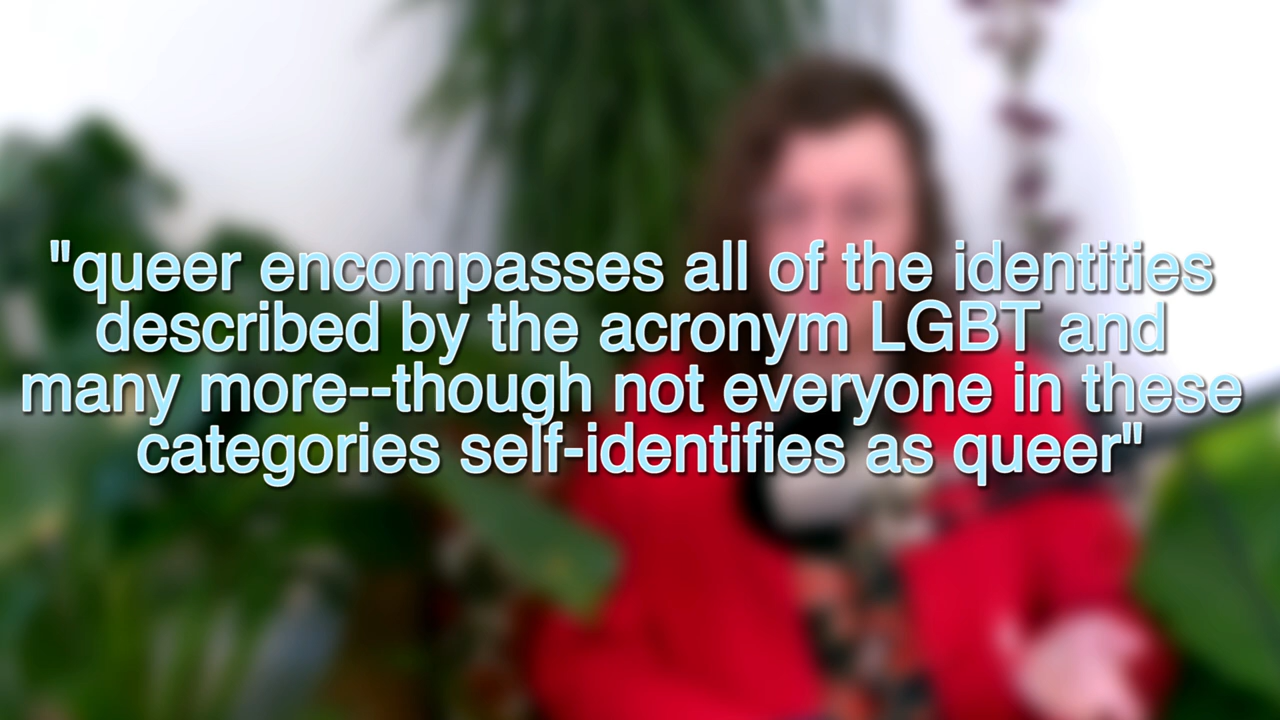 "queer encompasses all of the identities
described by the acronym LGBT and
many more--though not everyone in these
categories self-identifies as queer"